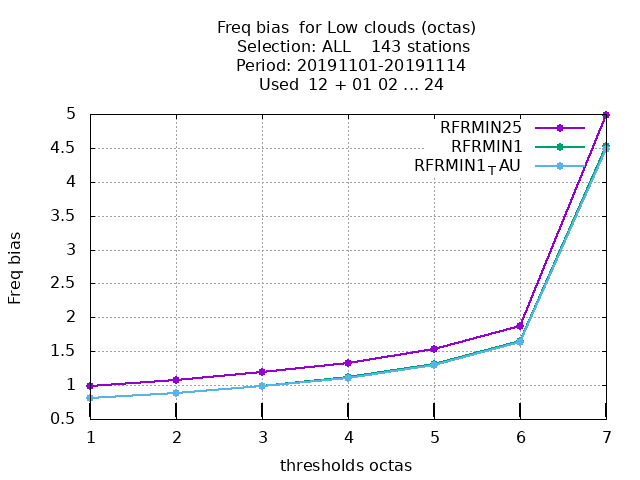 Freq bias  for Low clouds (octas)
Selection: ALL    143 stations
Period: 20191101-20191114
Used  12 + 01 02 ... 24
RFRMIN25
RFRMIN1
RFRMIN1TAU
5
4.5
4
3.5
3
2.5
2
1.5
1
0.5
Freq bias
1 2 3 4 5 6 7
thresholds octas